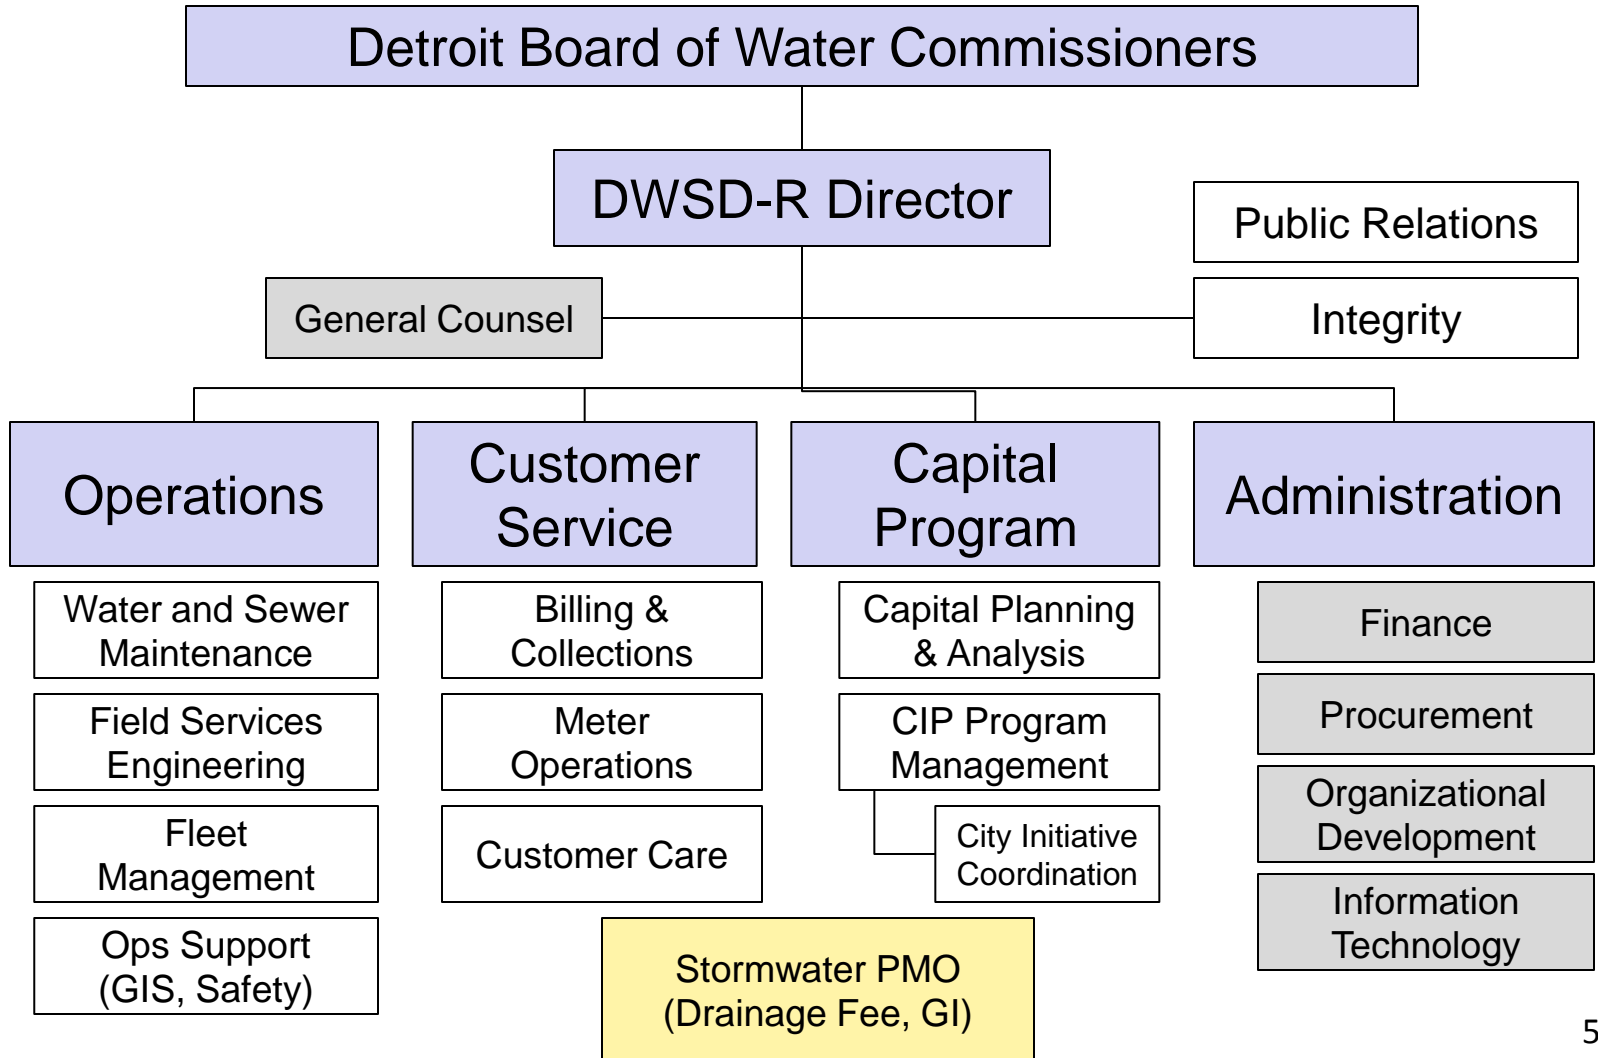 Detroit Board of Water Commissioners
DWSD-R Director
Public Relations
General Counsel
Integrity
Operations
Customer
Service
Capital
Program
Administration
Water and Sewer
Maintenance
Field Services
Engineering
Fleet
Management
Ops Support
(GIS, Safety)
Billing &
Collections
Meter
Operations
Customer Care
Capital Planning
& Analysis
CIP Program
Management
City Initiative
Coordination
Finance
Procurement
Organizational
Development
Information
Technology
Stormwater PMO
(Drainage Fee, GI)
5